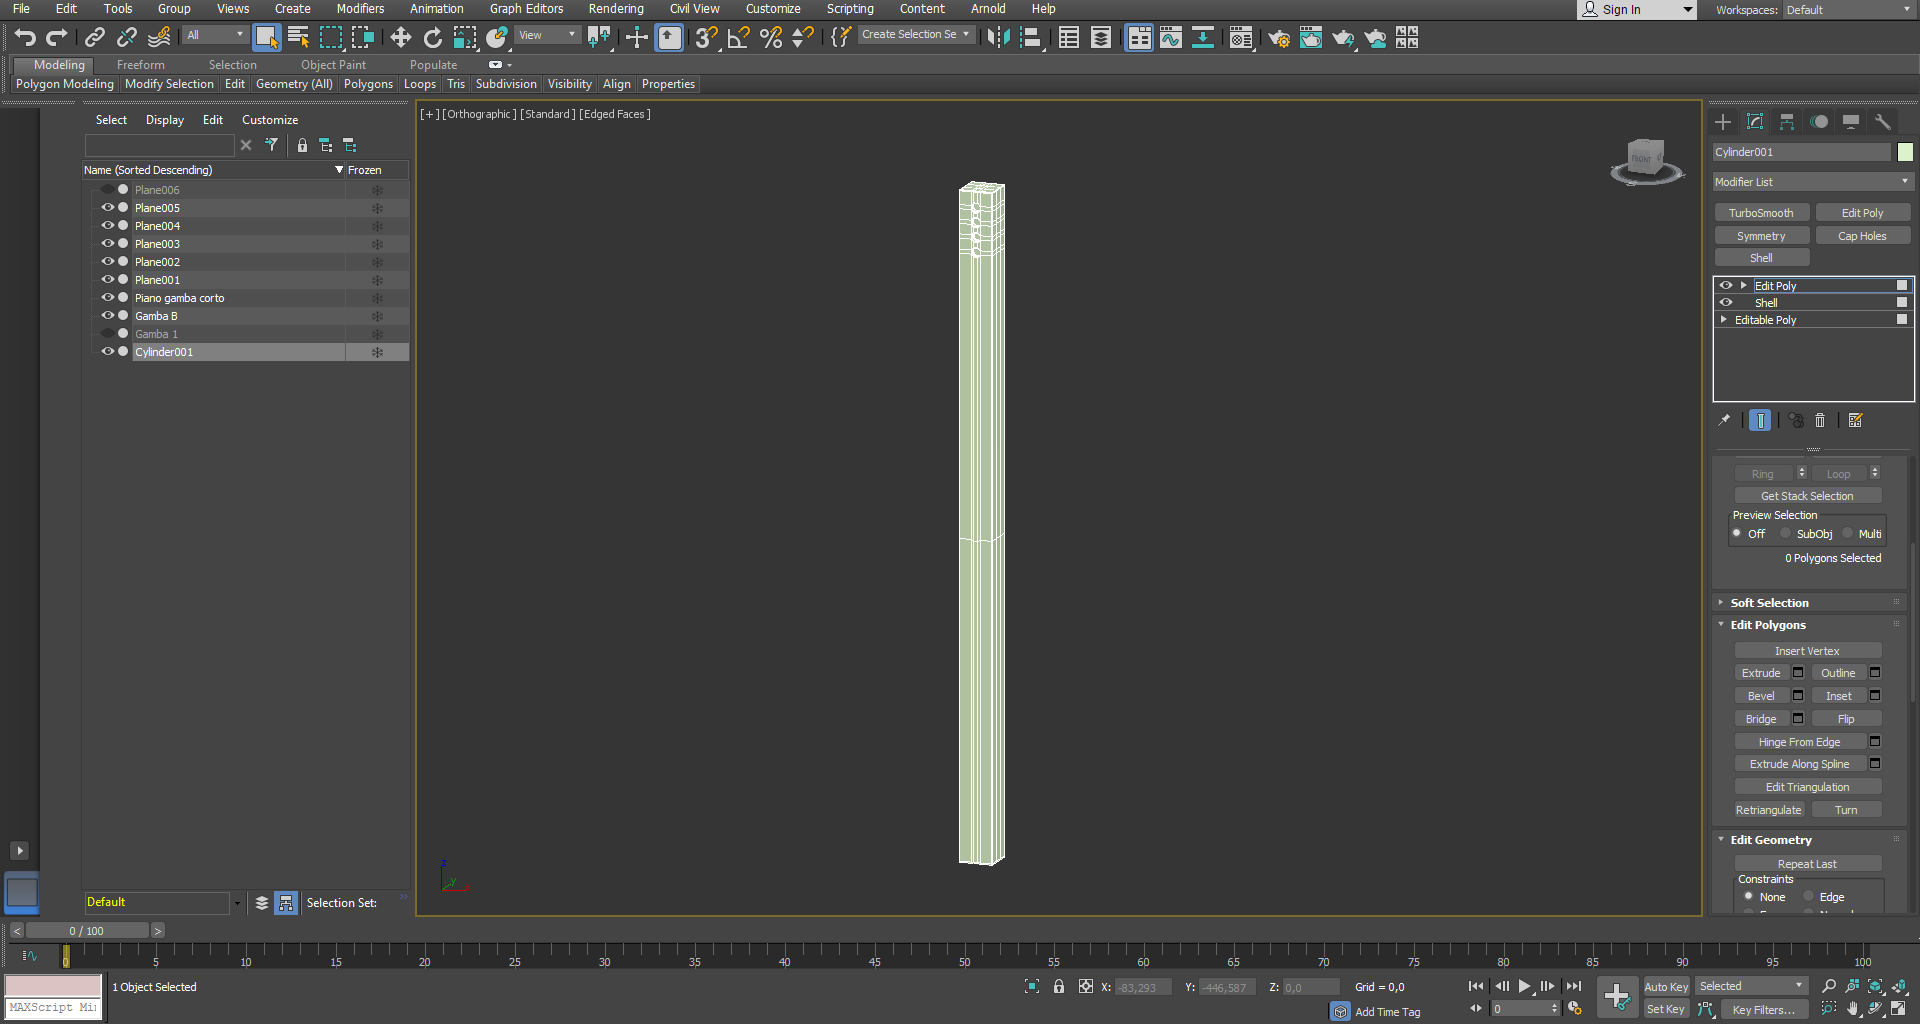 File Edit Tools Group Views Create Modifiers Animation Graph Editors Rendering Civil View Customize Scripting Content Arnold Help Sign In Workspaces: Default
All View Create Selection Se
Modeling Freeform Selection Object Paint Populate
Polygon Modeling Modify Selection Edit Geometry (All) Polygons Loops Tris Subdivision Visibility Align Properties
Select Display Edit Customize
Name (Sorted Descending) Frozen
Plane006
Plane005
Plane004
Plane003
Plane002
Plane001
Piano gamba corto
Gamba B
Gamba 1
Cylinder001
Default Selection Set:
[+] [Orthographic] [Standard] [Edged Faces]
FRONT
z
y
Cylinder001
Modifier List
TurboSmooth Edit Poly
Symmetry Cap Holes
Shell
Edit Poly
Shell
Editable Poly
Ring Loop
Get Stack Selection
Preview Selection
Off SubObj Multi
0 Polygons Selected
Soft Selection
Edit Polygons
Insert Vertex
Extrude Outline
Bevel Inset
Bridge Flip
Hinge From Edge
Extrude Along Spline
Edit Triangulation
Retriangulate Turn
Edit Geometry
Repeat Last
Constraints
None Edge
< 0 / 100 >
0 5 10 15 20 25 30 35 40 45 50 55 60 65 70 75 80 85 90 95 100
1 Object Selected X: -83,293 Y: -446,587 Z: 0,0 Grid = 0,0 Auto Key Selected
MAXScript Mi Add Time Tag 0 Set Key Key Filters...